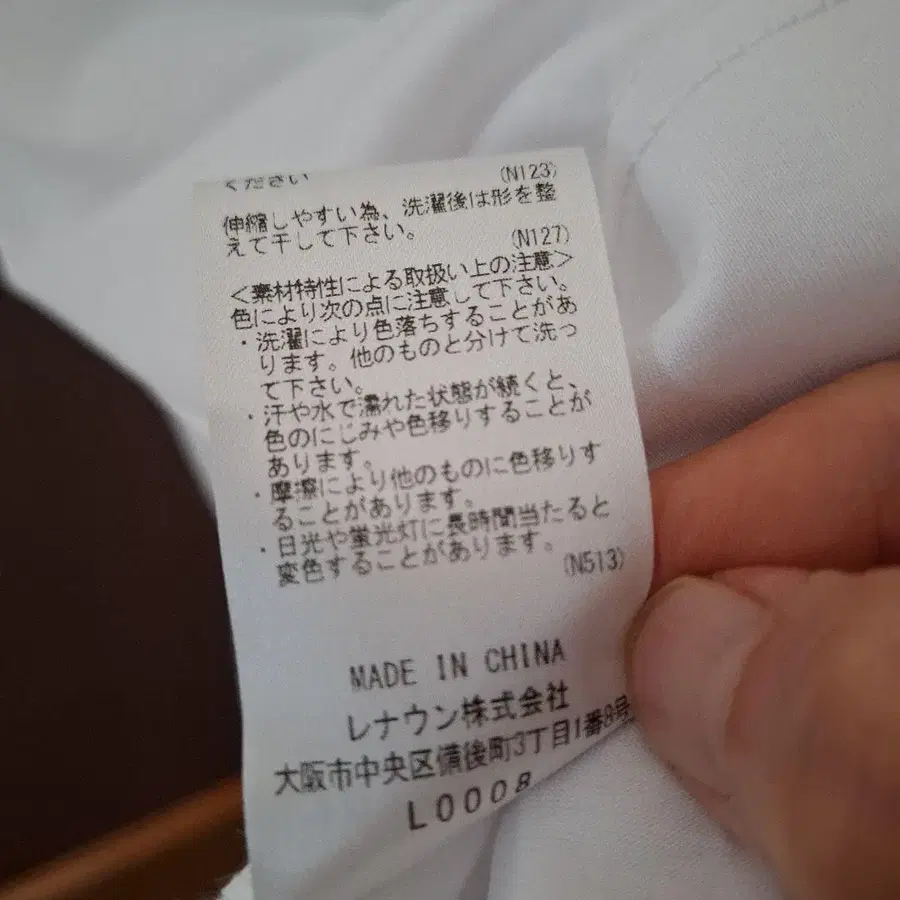 ください
(N123)
伸縮しやすい為、洗濯後は形を整
えて干して下さい。
(N127)
<素材特性による取扱い上の注意>
色により次の点に注意して下さい。
・洗濯により色落ちすることがあ
ります。他のものと分けて洗っ
て下さい。
・汗や水で濡れた状態が続くと、
色のにじみや色移りすることが
あります。
・摩擦により他のものに色移りす
ることがあります。
・日光や蛍光灯に長時間当たると
変色することがあります。
(N513)
MADE IN CHINA
レナウン株式会社
大阪市中央区備後町3丁目1番8号
L0008